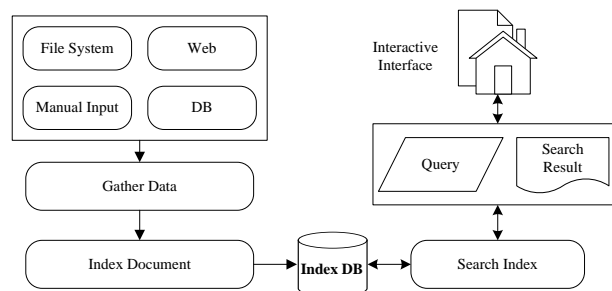 File System
Web
Manual Input
DB
Gather Data
Index Document
Index DB
Interactive
Interface
Query
Search
Result
Search Index